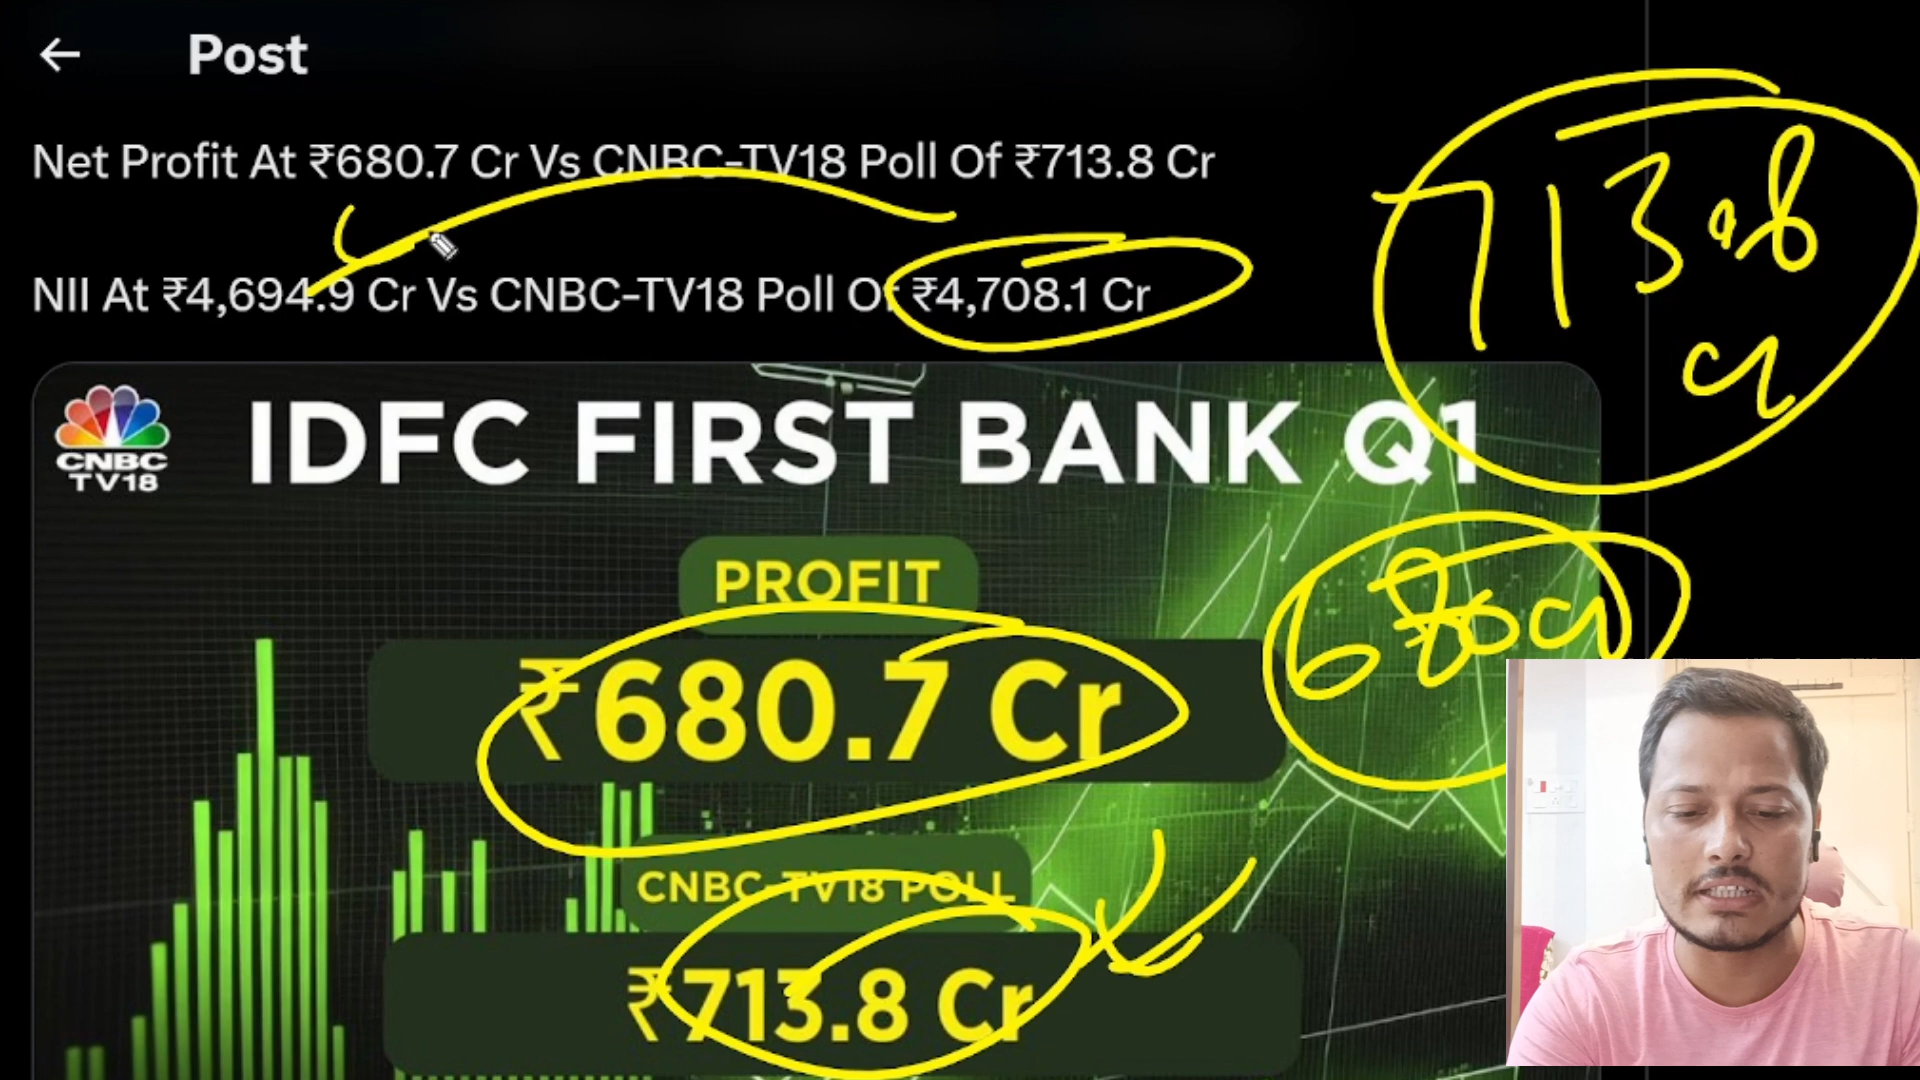 Post
Net Profit At ₹680.7 Cr Vs CNBC-TV18 Poll Of ₹713.8 Cr
NII At ₹4,694.9 Cr Vs CNBC-TV18 Poll Of ₹4,708.1 Cr
713.8
cr
CNBC
TV18
IDFC FIRST BANK Q1
PROFIT
680 cr
₹680.7 Cr
CNBC-TV18 POLL
₹713.8 Cr